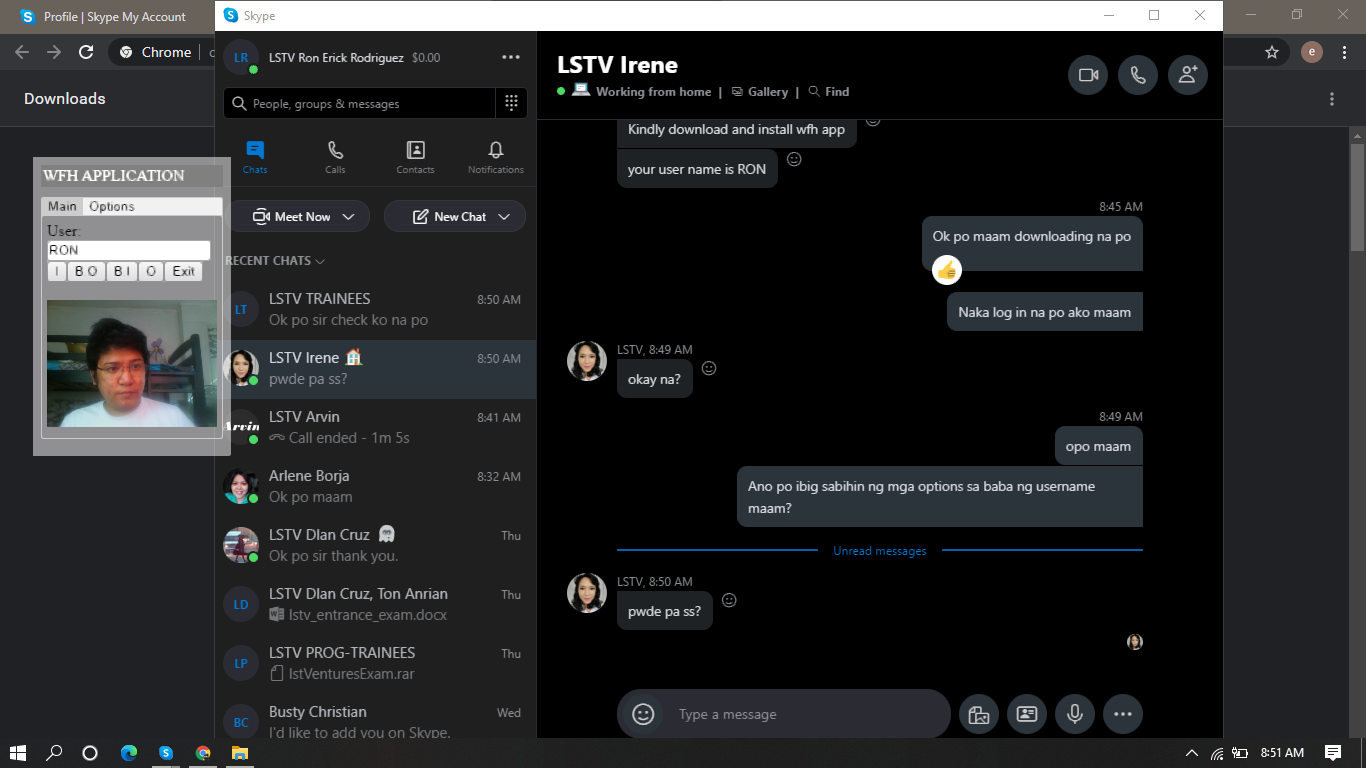 Profile | Skype My Account
Chrome
Downloads
e
Skype
LR
LSTV Ron Erick Rodriguez $0.00
People, groups & messages
Chats
Calls
Contacts
Notifications
Meet Now
New Chat
RECENT CHATS
LT
LSTV TRAINEES
8:50 AM
Ok po sir check ko na po
LSTV Irene
8:50 AM
pwde pa ss?
Arvin
LSTV Arvin
8:41 AM
Call ended - 1m 5s
Arlene Borja
8:32 AM
Ok po maam
LSTV Dlan Cruz
Thu
Ok po sir thank you.
LD
LSTV Dlan Cruz, Ton Anrian
Thu
lstv_entrance_exam.docx
LP
LSTV PROG-TRAINEES
Thu
lstVenturesExam.rar
BC
Busty Christian
Wed
I'd like to add you on Skype.
WFH APPLICATION
Main Options
User:
RON
I B O B I O Exit
LSTV Irene
Working from home | Gallery | Find
Kindly download and install wfh app
your user name is RON
8:45 AM
Ok po maam downloading na po
Naka log in na po ako maam
LSTV, 8:49 AM
okay na?
8:49 AM
opo maam
Ano po ibig sabihin ng mga options sa baba ng username
maam?
Unread messages
LSTV, 8:50 AM
pwde pa ss?
Type a message
8:51 AM